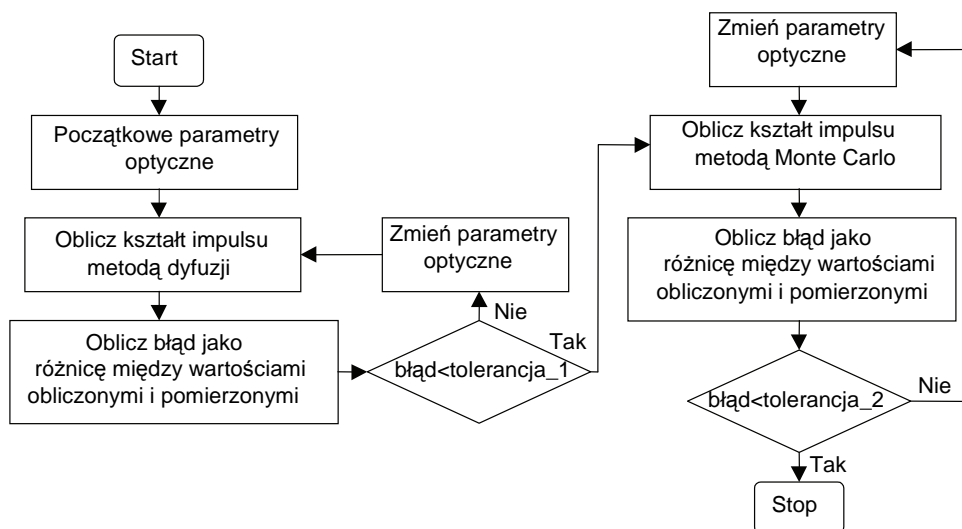 Start
Początkowe parametry
optyczne
Oblicz kształt impulsu
metodą dyfuzji
Oblicz błąd jako
różnicę między wartościami
obliczonymi i pomierzonymi
Zmień parametry
optyczne
Nie
Tak
błąd<tolerancja_1
Zmień parametry
optyczne
Oblicz kształt impulsu
metodą Monte Carlo
Oblicz błąd jako
różnicę między wartościami
obliczonymi i pomierzonymi
błąd<tolerancja_2
Nie
Tak
Stop